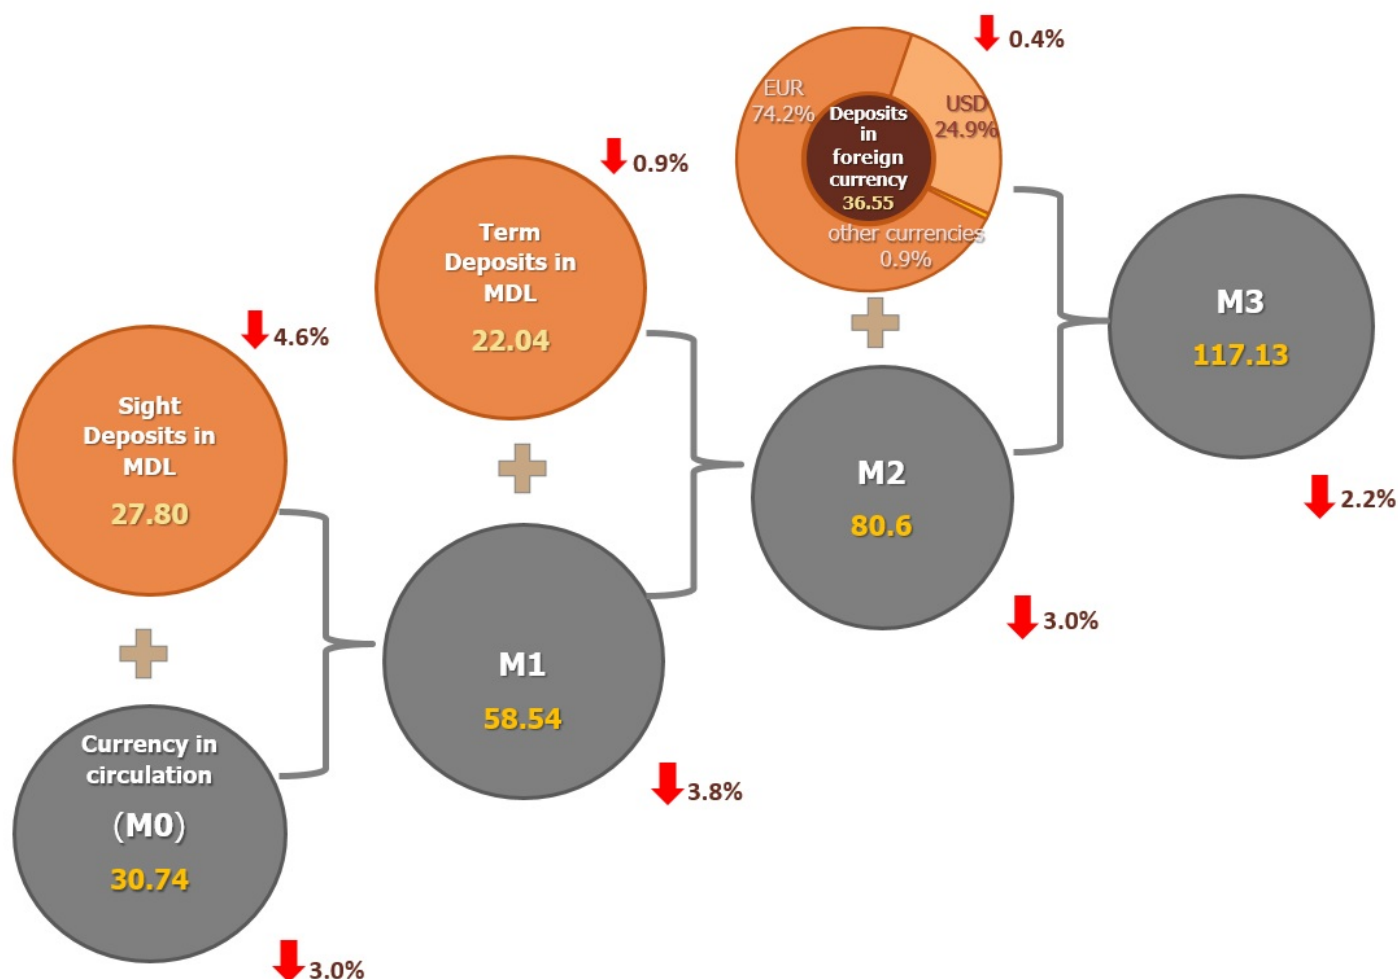 Sight
Deposits in
MDL
27.80
4.6%
Currency in
circulation
(M0)
30.74
3.0%
Term
Deposits in
MDL
22.04
0.9%
M1
58.54
3.8%
EUR
74.2%
USD
24.9%
Deposits
in
foreign
currency
36.55
other currencies
0.9%
0.4%
M2
80.6
3.0%
M3
117.13
2.2%